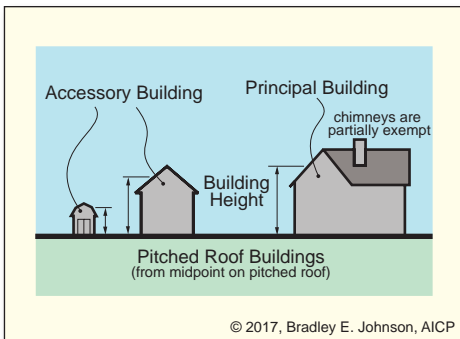 Accessory Building
Principal Building
chimneys are
partially exempt
Building
Height
Pitched Roof Buildings
(from midpoint on pitched roof)
© 2017, Bradley E. Johnson, AICP